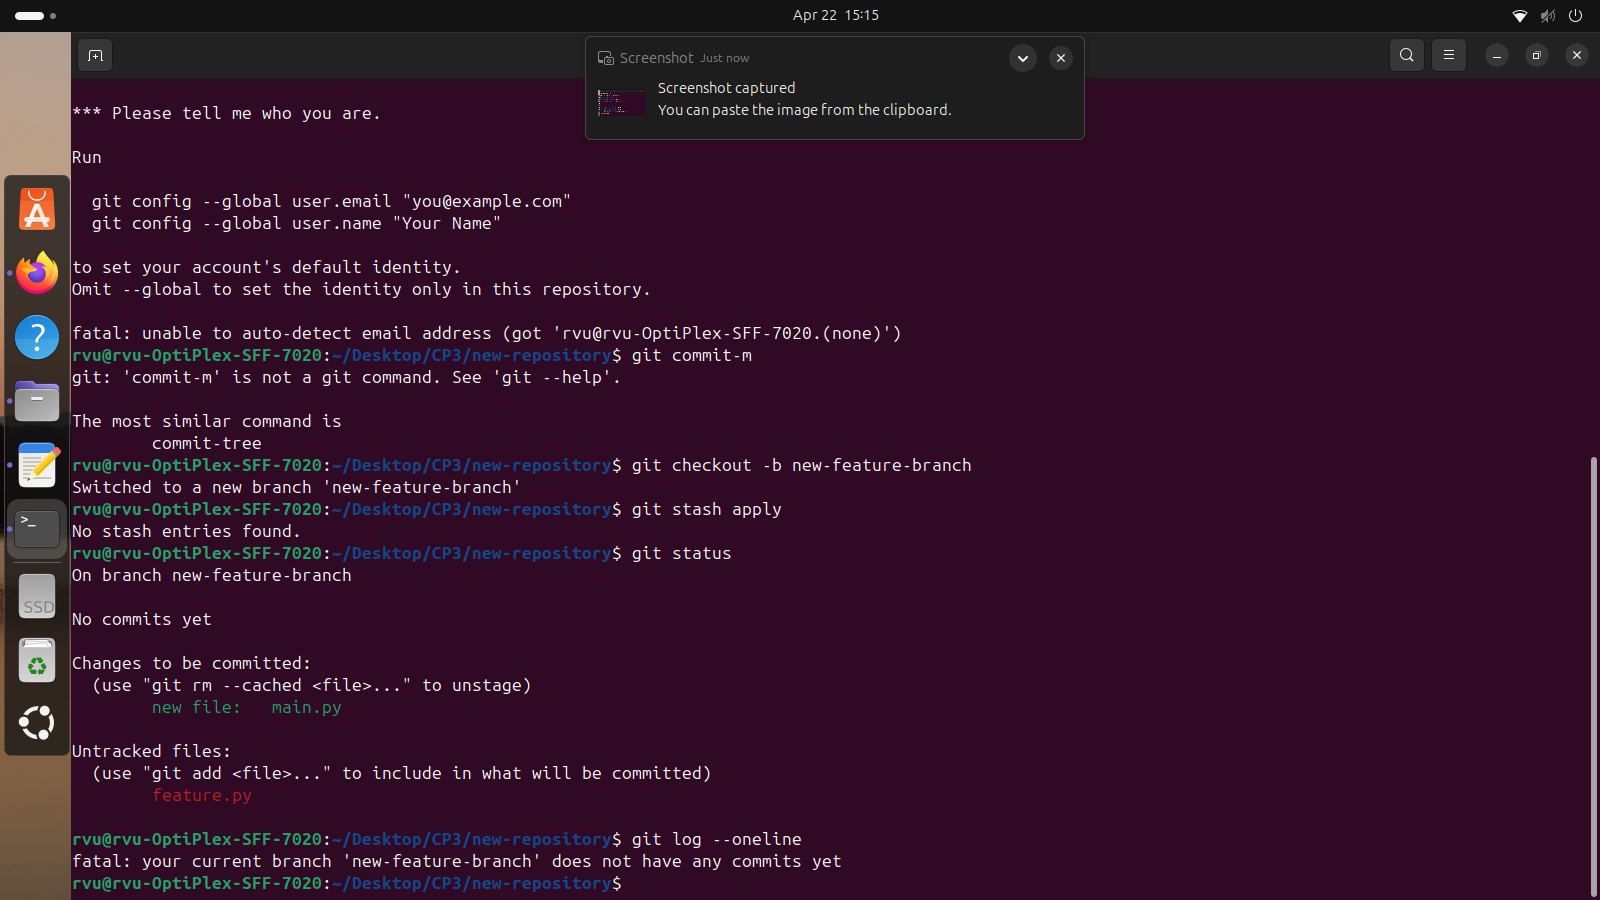 Apr 22 15:15
Screenshot Just now
Screenshot captured
You can paste the image from the clipboard.
*** Please tell me who you are.
Run
git config --global user.email "you@example.com"
git config --global user.name "Your Name"
to set your account's default identity.
Omit --global to set the identity only in this repository.
fatal: unable to auto-detect email address (got 'rvu@rvu-OptiPlex-SFF-7020.(none)')
rvu@rvu-OptiPlex-SFF-7020:~/Desktop/CP3/new-repository$ git commit-m
git: 'commit-m' is not a git command. See 'git --help'.
The most similar command is
commit-tree
rvu@rvu-OptiPlex-SFF-7020:~/Desktop/CP3/new-repository$ git checkout -b new-feature-branch
Switched to a new branch 'new-feature-branch'
rvu@rvu-OptiPlex-SFF-7020:~/Desktop/CP3/new-repository$ git stash apply
No stash entries found.
rvu@rvu-OptiPlex-SFF-7020:~/Desktop/CP3/new-repository$ git status
On branch new-feature-branch
No commits yet
Changes to be committed:
(use "git rm --cached <file>..." to unstage)
new file:   main.py
Untracked files:
(use "git add <file>..." to include in what will be committed)
feature.py
rvu@rvu-OptiPlex-SFF-7020:~/Desktop/CP3/new-repository$ git log --oneline
fatal: your current branch 'new-feature-branch' does not have any commits yet
rvu@rvu-OptiPlex-SFF-7020:~/Desktop/CP3/new-repository$
SSD